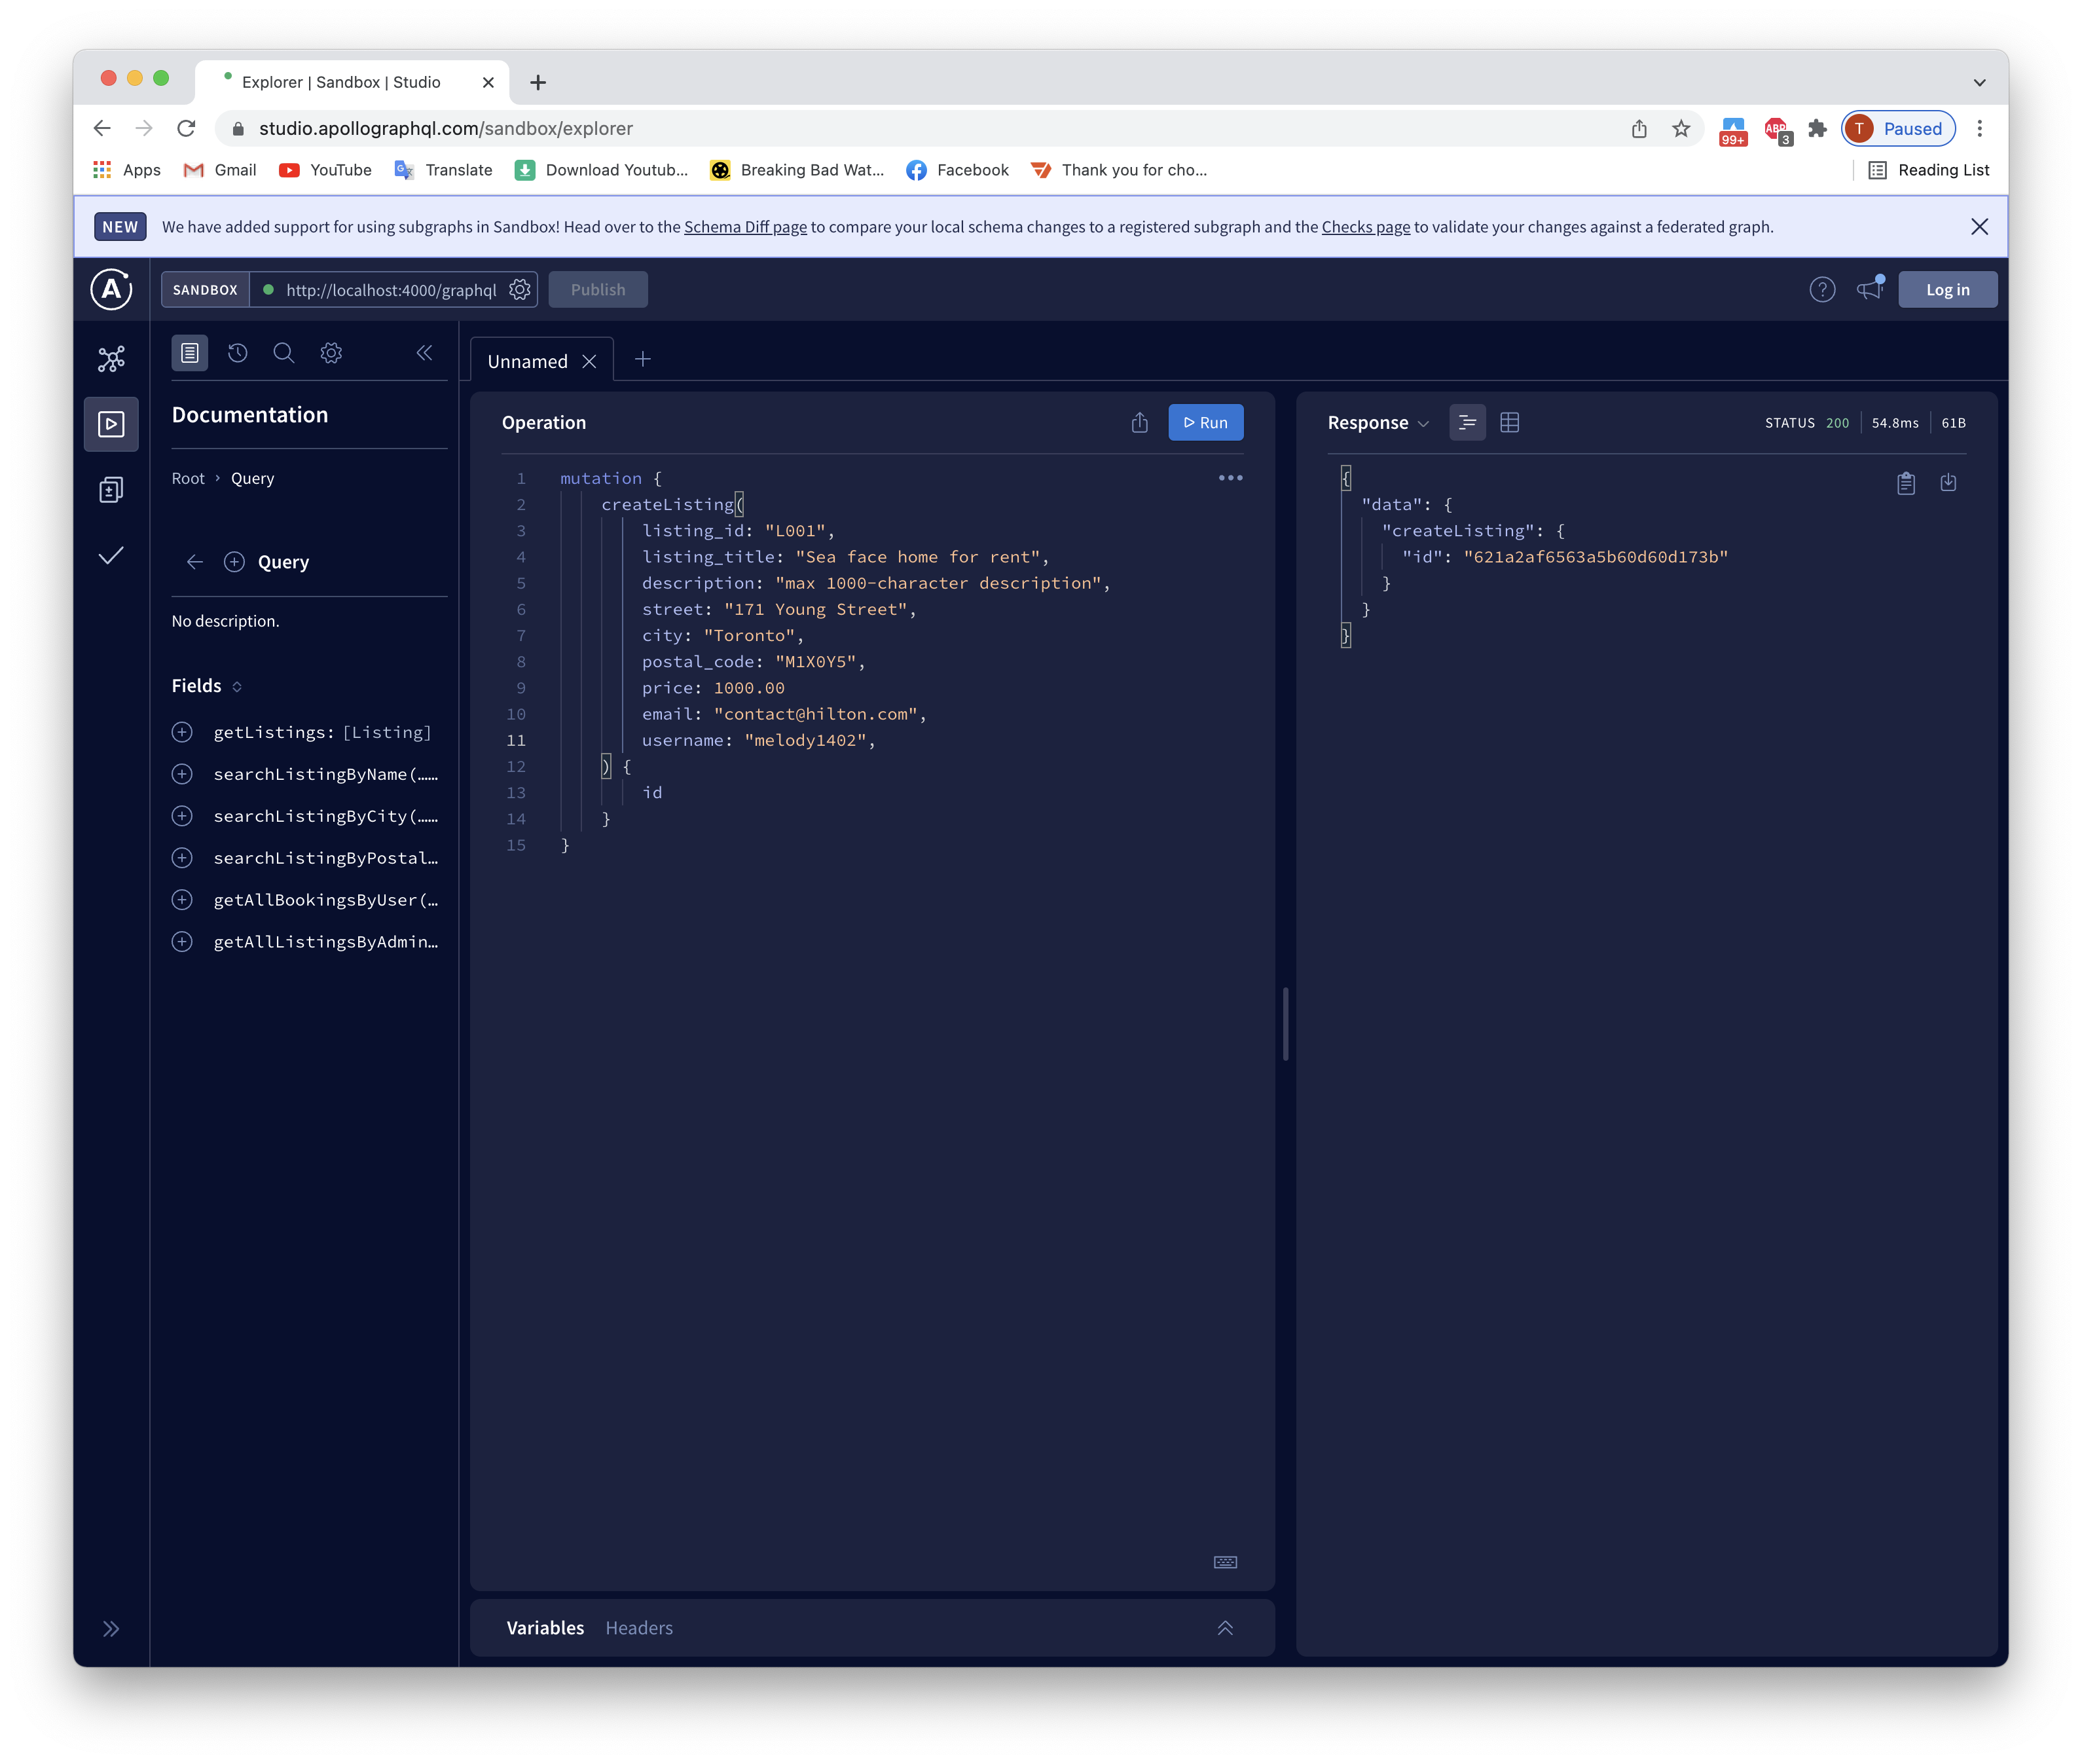 Explorer | Sandbox | Studio
studio.apollographql.com/sandbox/explorer
99+
ABP
3
T
Paused
Apps
Gmail
YouTube
Translate
Download Youtub...
Breaking Bad Wat...
Facebook
Thank you for cho...
Reading List
NEW
We have added support for using subgraphs in Sandbox! Head over to the Schema Diff page to compare your local schema changes to a registered subgraph and the Checks page to validate your changes against a federated graph.
A
SANDBOX
http://localhost:4000/graphql
Publish
?
Log in
Documentation
Root › Query
Query
No description.
Fields
getListings: [Listing]
searchListingByName(……
searchListingByCity(……
searchListingByPostal…
getAllBookingsByUser(…
getAllListingsByAdmin…
Unnamed
Operation
Run
1 mutation {
2 createListing(
3 listing_id: "L001",
4 listing_title: "Sea face home for rent",
5 description: "max 1000-character description",
6 street: "171 Young Street",
7 city: "Toronto",
8 postal_code: "M1X0Y5",
9 price: 1000.00
10 email: "contact@hilton.com",
11 username: "melody1402",
12 ) {
13 id
14 }
15 }
Variables
Headers
Response
STATUS 200
54.8ms
61B
{
"data": {
"createListing": {
"id": "621a2af6563a5b60d60d173b"
}
}
}